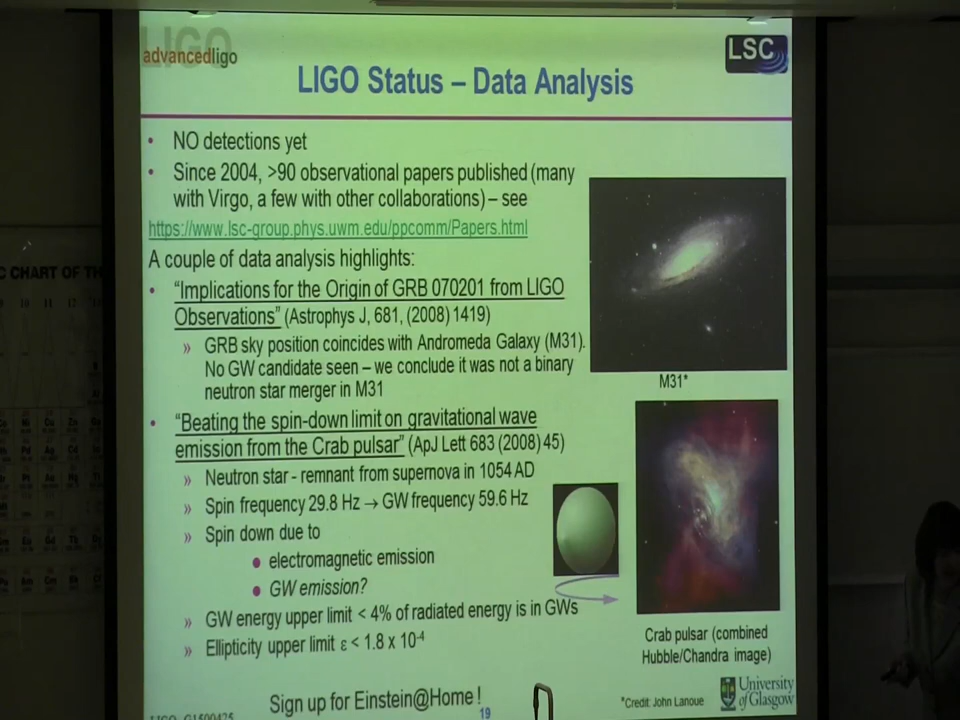 LIGO
advancedligo
LSC
LIGO Status – Data Analysis
• NO detections yet
• Since 2004, >90 observational papers published (many
with Virgo, a few with other collaborations) – see
https://www.lsc-group.phys.uwm.edu/ppcomm/Papers.html
A couple of data analysis highlights:
• “Implications for the Origin of GRB 070201 from LIGO
Observations” (Astrophys J, 681, (2008) 1419)
» GRB sky position coincides with Andromeda Galaxy (M31).
No GW candidate seen – we conclude it was not a binary
neutron star merger in M31
M31*
• “Beating the spin-down limit on gravitational wave
emission from the Crab pulsar” (ApJ Lett 683 (2008) 45)
» Neutron star - remnant from supernova in 1054 AD
» Spin frequency 29.8 Hz → GW frequency 59.6 Hz
» Spin down due to
● electromagnetic emission
● GW emission?
» GW energy upper limit < 4% of radiated energy is in GWs
» Ellipticity upper limit ε < 1.8 x 10⁻⁴
Crab pulsar (combined
Hubble/Chandra image)
Sign up for Einstein@Home !
19
*Credit: John Lanoue
University
of Glasgow
C CHART OF TH